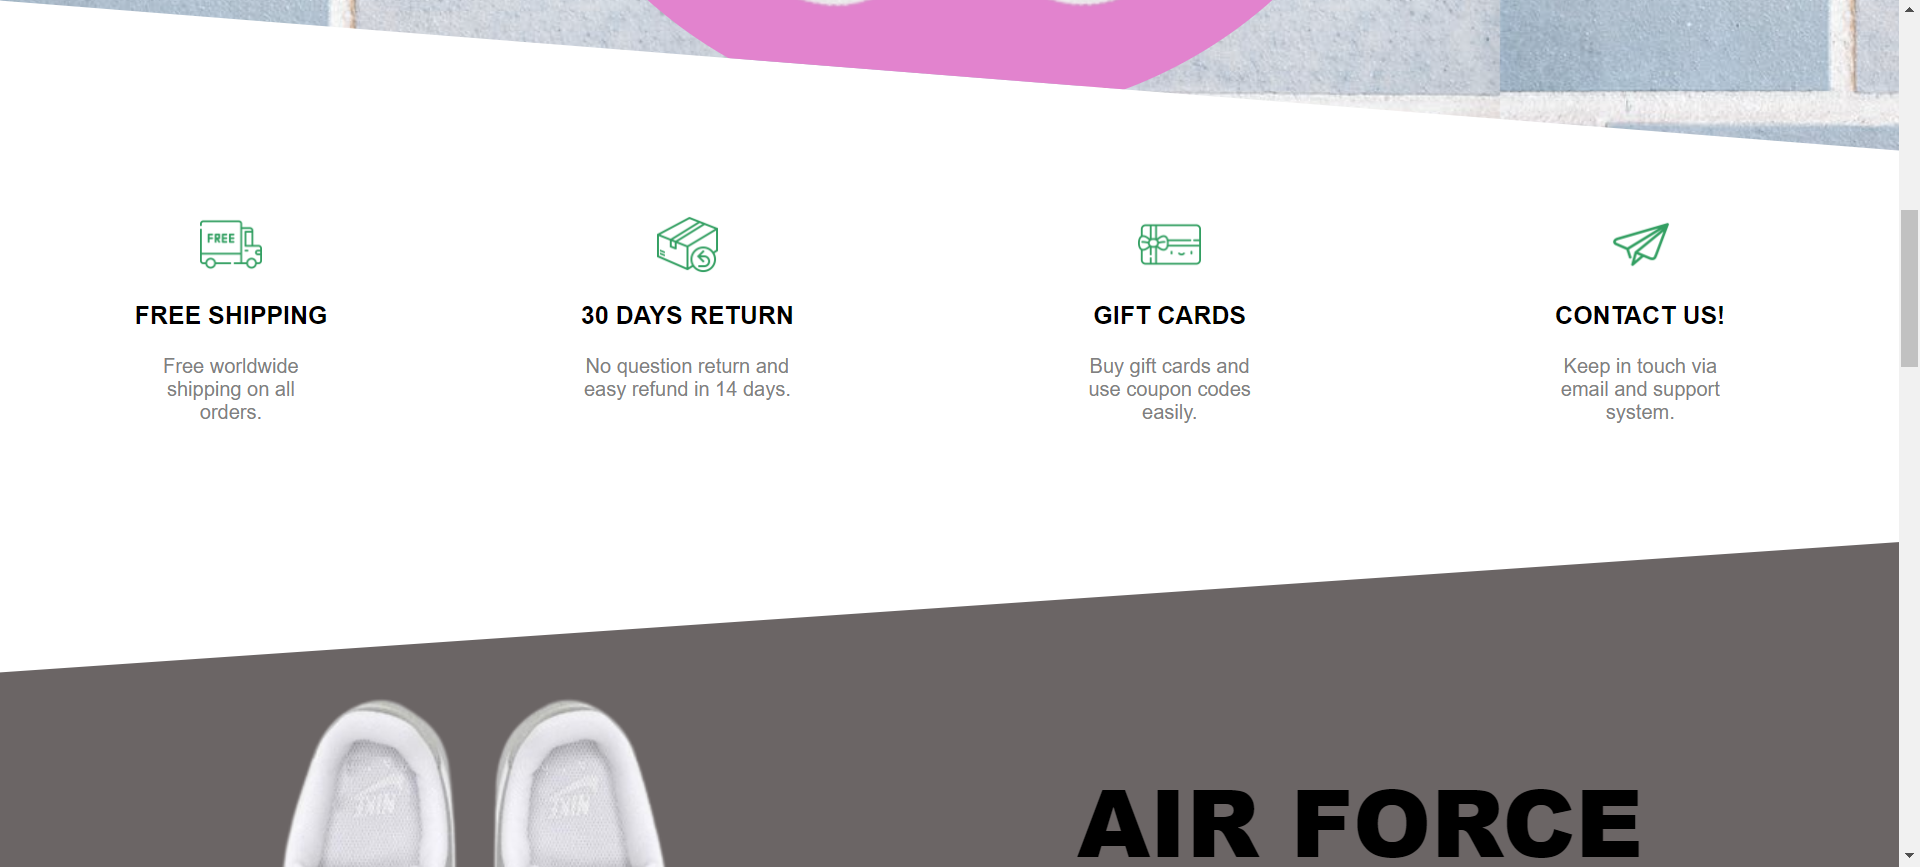 FREE
FREE SHIPPING
Free worldwide
shipping on all
orders.
30 DAYS RETURN
No question return and
easy refund in 14 days.
GIFT CARDS
Buy gift cards and
use coupon codes
easily.
CONTACT US!
Keep in touch via
email and support
system.
NIKE
NIKE
AIR FORCE